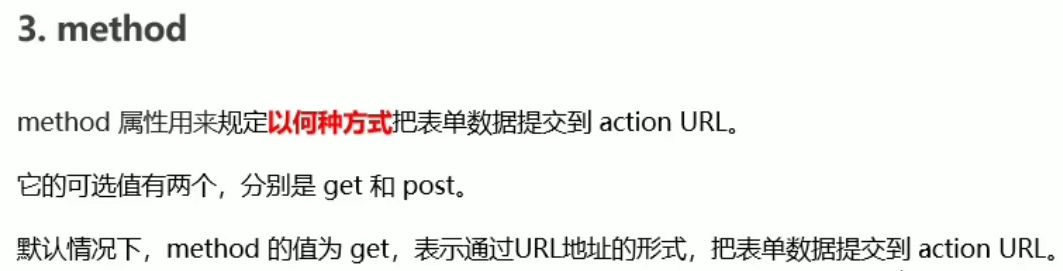 3. method
method 属性用来规定以何种方式把表单数据提交到 action URL。
它的可选值有两个，分别是 get 和 post。
默认情况下，method 的值为 get，表示通过URL地址的形式，把表单数据提交到 action URL。